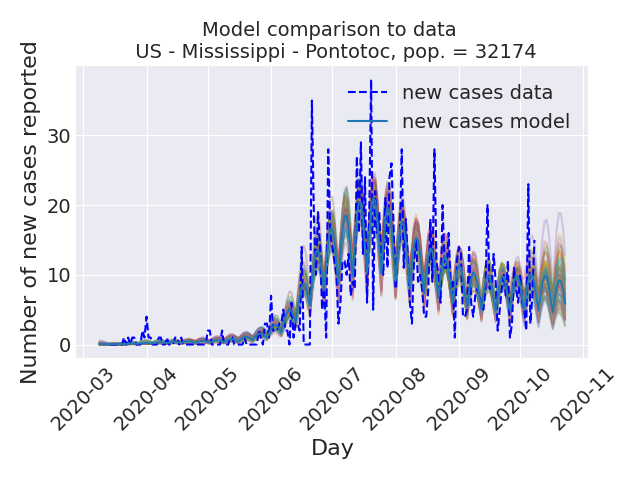 Model comparison to data
US - Mississippi - Pontotoc, pop. = 32174
Number of new cases reported
new cases data
new cases model
30
20
10
0
2020-03
2020-04
2020-05
2020-06
2020-07
2020-08
2020-09
2020-10
2020-11
Day